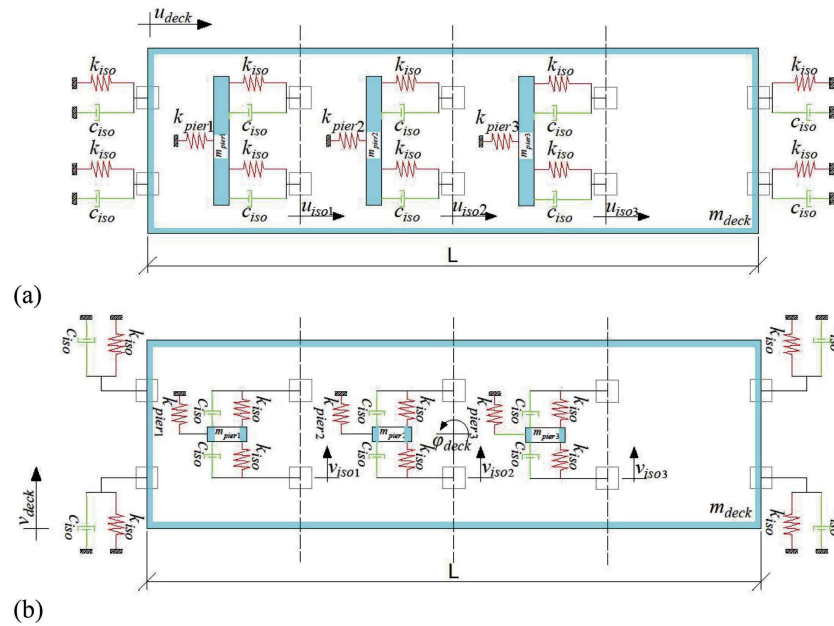 u_deck
k_iso k_iso k_iso k_iso k_iso
c_iso c_iso c_iso c_iso c_iso
k_pier1 k_pier2 k_pier3
m_pier1 m_pier2 m_pier3
k_iso k_iso k_iso k_iso k_iso
c_iso c_iso c_iso c_iso c_iso
u_iso1 u_iso2 u_iso3
m_deck
L
(a)
c_iso k_iso k_iso c_iso
k_pier1 c_iso k_iso k_pier2 c_iso k_iso k_pier3 c_iso k_iso
m_pier1 m_pier2 φ_deck m_pier3
c_iso k_iso c_iso k_iso c_iso k_iso
v_iso1 v_iso2 v_iso3
v_deck
c_iso k_iso k_iso c_iso
m_deck
L
(b)